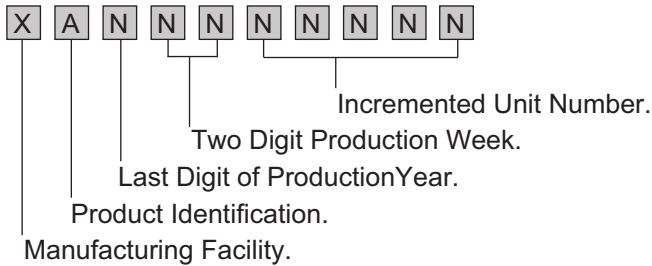 X A N N N N N N N N
Incremented Unit Number.
Two Digit Production Week.
Last Digit of ProductionYear.
Product Identification.
Manufacturing Facility.